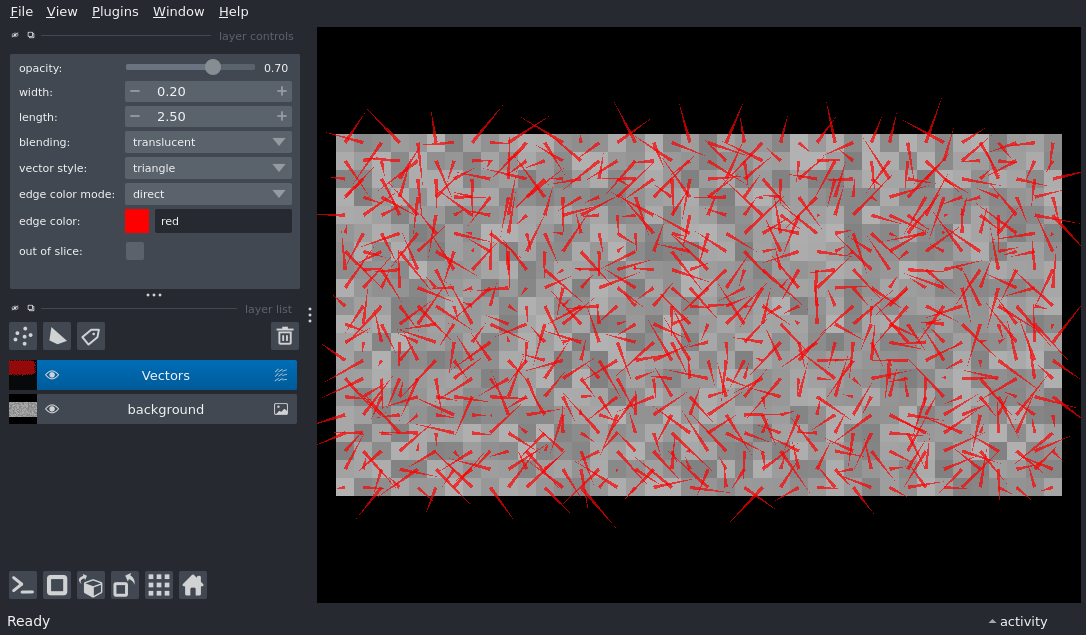 File View Plugins Window Help
layer controls
opacity: 0.70
width: − 0.20 +
length: − 2.50 +
blending: translucent
vector style: triangle
edge color mode: direct
edge color: red
out of slice:
layer list
Vectors
background
Ready
activity